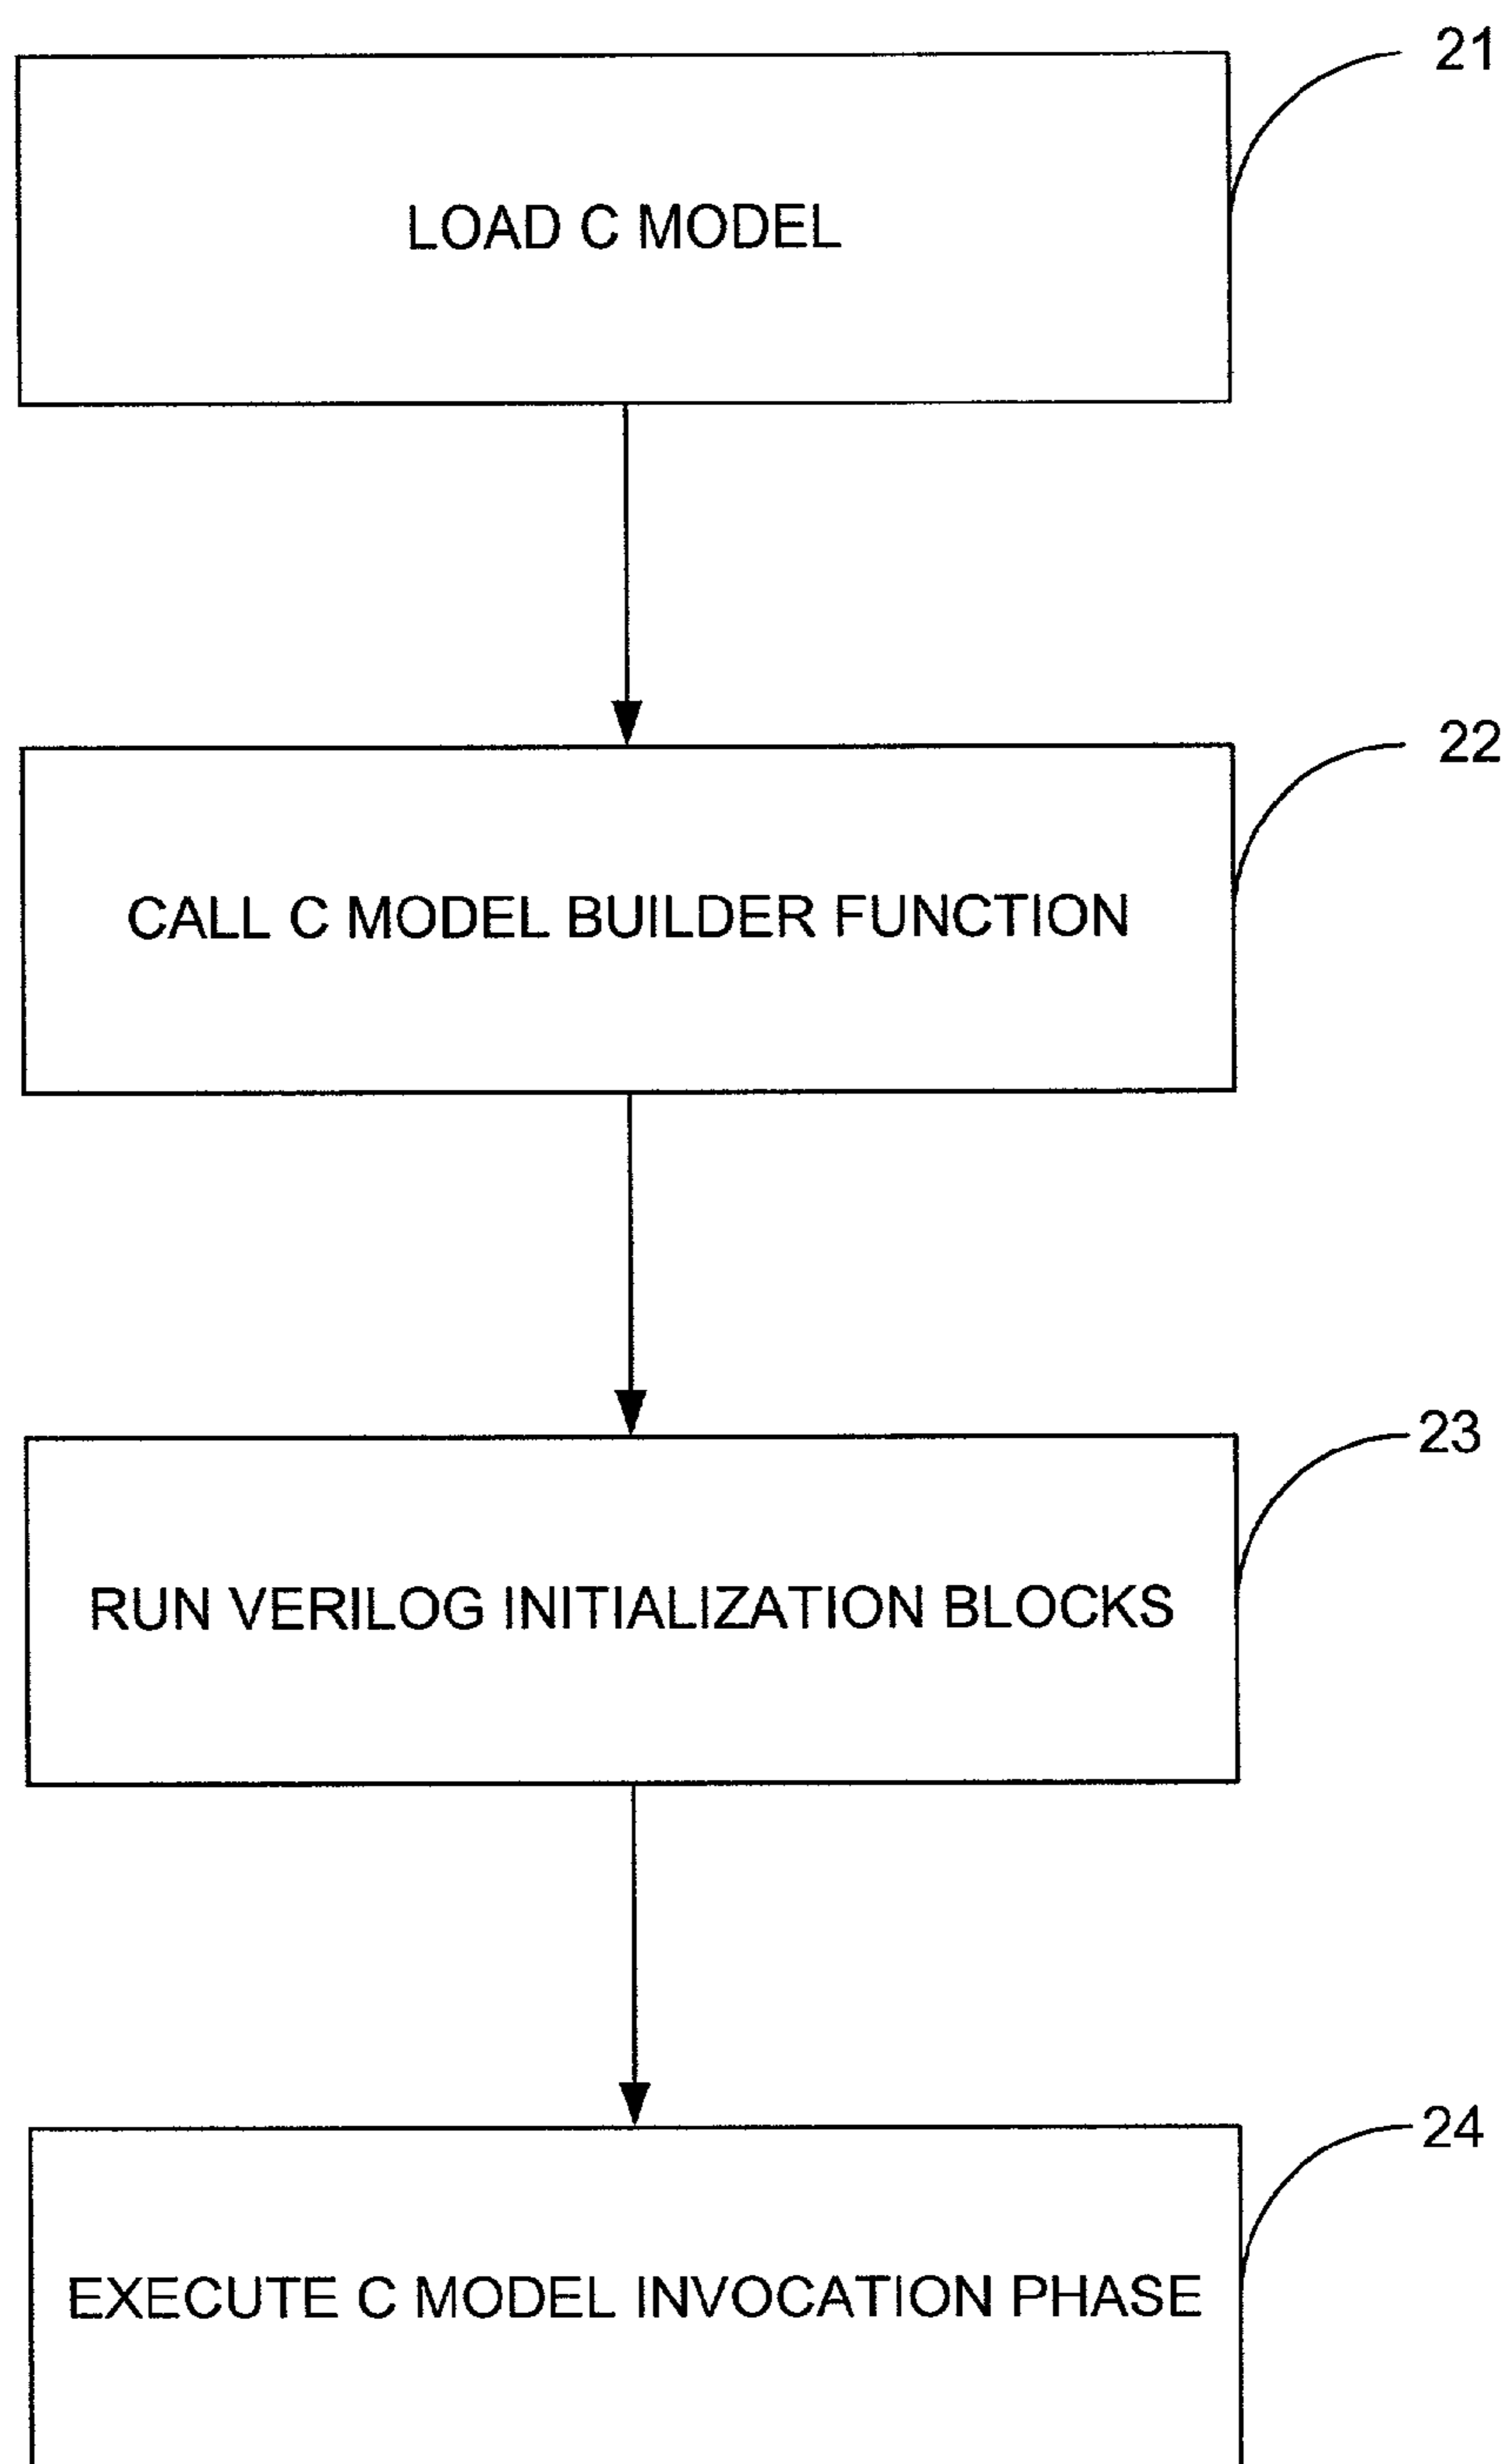 21
LOAD C MODEL
22
CALL C MODEL BUILDER FUNCTION
23
RUN VERILOG INITIALIZATION BLOCKS
24
EXECUTE C MODEL INVOCATION PHASE